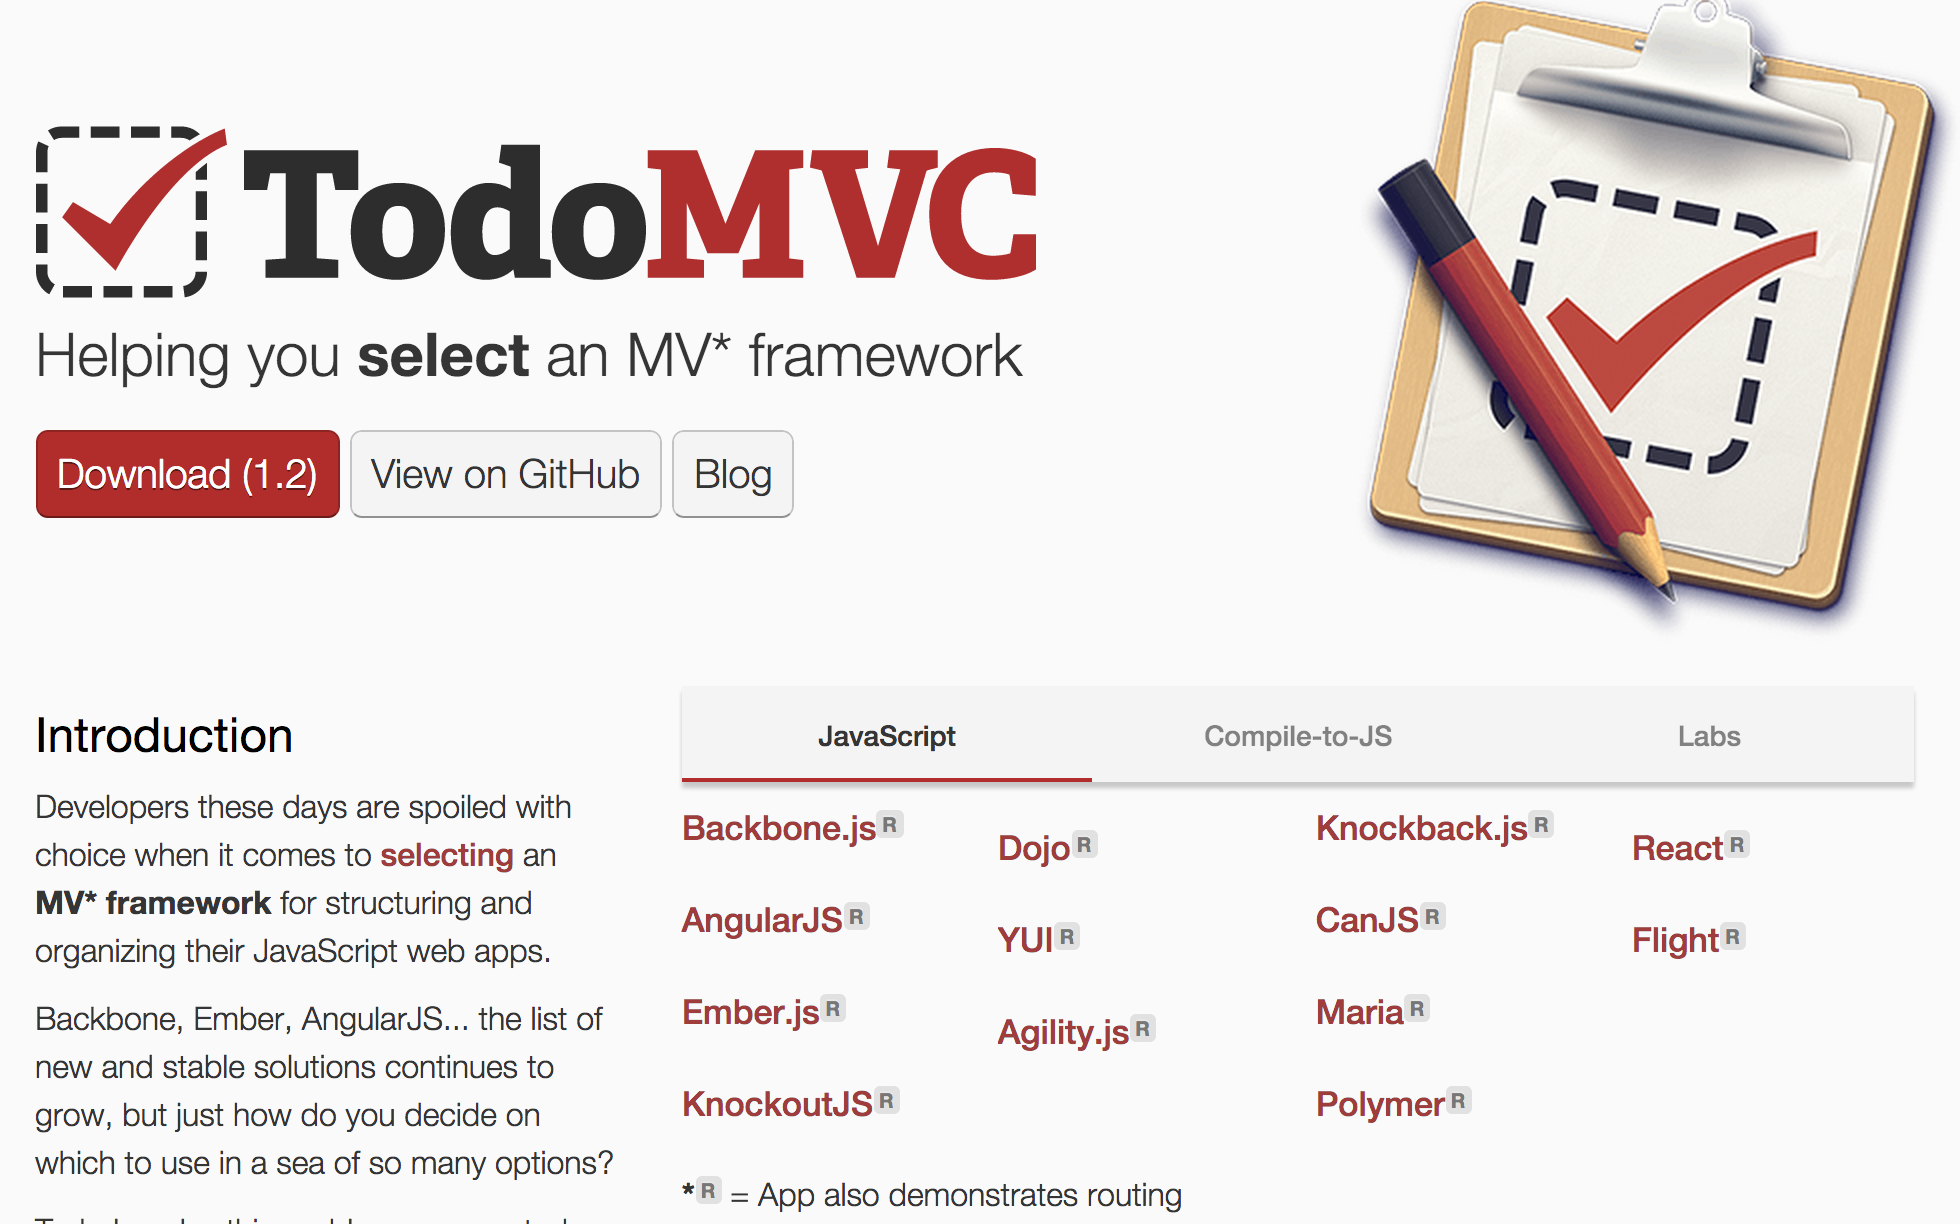 TodoMVC
Helping you select an MV* framework
Download (1.2) View on GitHub Blog
Introduction
Developers these days are spoiled with
choice when it comes to selecting an
MV* framework for structuring and
organizing their JavaScript web apps.
Backbone, Ember, AngularJS... the list of
new and stable solutions continues to
grow, but just how do you decide on
which to use in a sea of so many options?
JavaScript Compile-to-JS Labs
Backbone.js R
AngularJS R
Ember.js R
KnockoutJS R
Dojo R
YUI R
Agility.js R
Knockback.js R
CanJS R
Maria R
Polymer R
React R
Flight R
* R = App also demonstrates routing